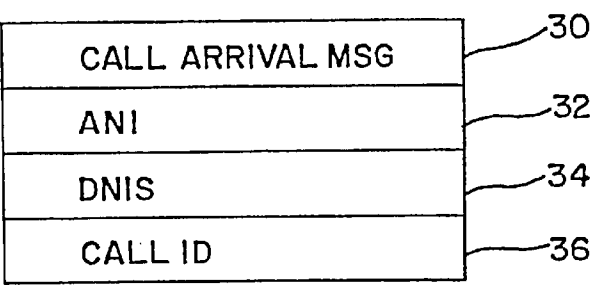 CALL ARRIVAL MSG 30
ANI 32
DNIS 34
CALL ID 36